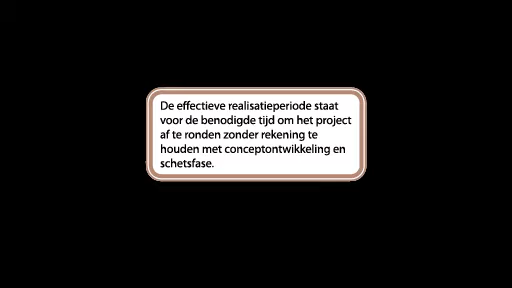 De effectieve realisatieperiode staat
voor de benodigde tijd om het project
af te ronden zonder rekening te
houden met conceptontwikkeling en
schetsfase.